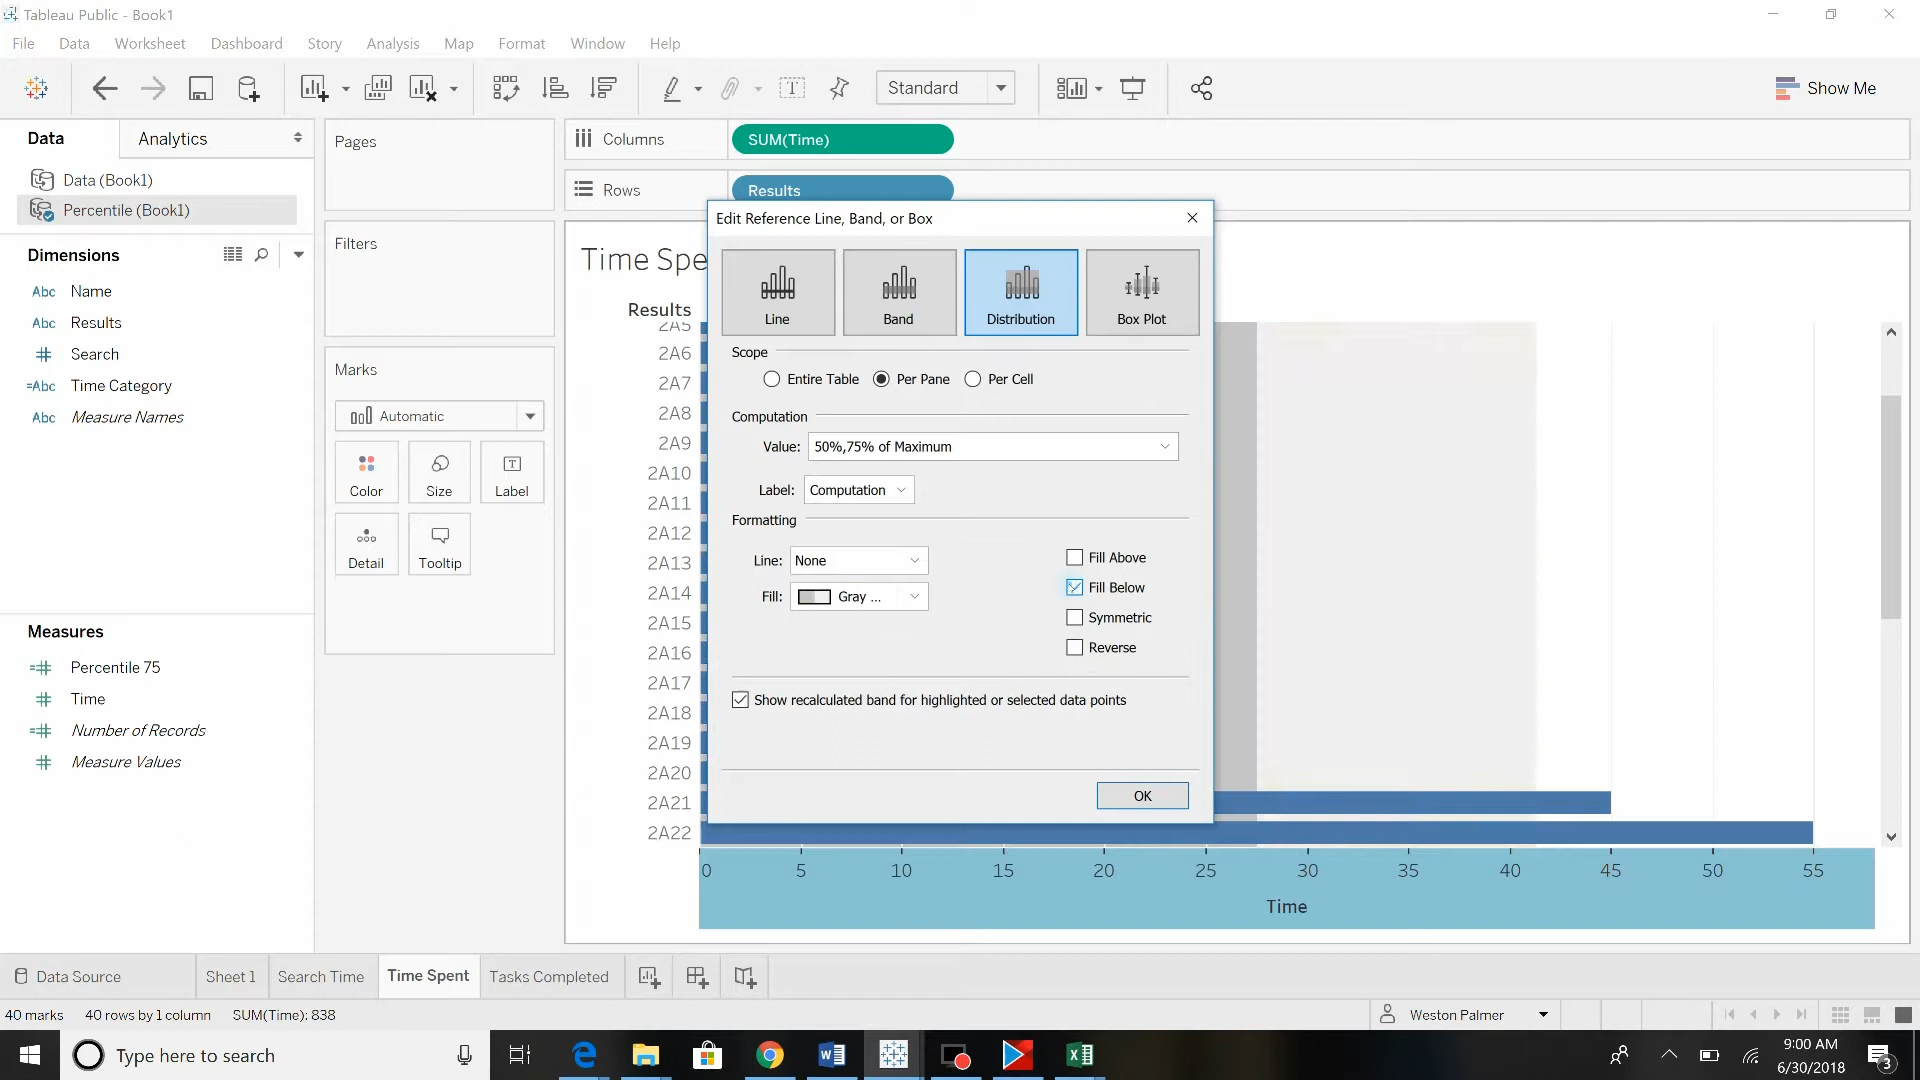 Tableau Public - Book1
File Data Worksheet Dashboard Story Analysis Map Format Window Help
Standard
Show Me
Data
Analytics
Data (Book1)
Percentile (Book1)
Dimensions
Abc Name
Abc Results
Search
=Abc Time Category
Abc Measure Names
Measures
Percentile 75
Time
Number of Records
Measure Values
Pages
Filters
Marks
Automatic
Color
Size
Label
Detail
Tooltip
Columns
SUM(Time)
Rows
Results
Time Spe
Results
2A5
2A6
2A7
2A8
2A9
2A10
2A11
2A12
2A13
2A14
2A15
2A16
2A17
2A18
2A19
2A20
2A21
2A22
0 5 10 15 20 25 30 35 40 45 50 55
Time
Edit Reference Line, Band, or Box
Line
Band
Distribution
Box Plot
Scope
Entire Table
Per Pane
Per Cell
Computation
Value: 50%,75% of Maximum
Label: Computation
Formatting
Line: None
Fill: Gray ...
Fill Above
Fill Below
Symmetric
Reverse
Show recalculated band for highlighted or selected data points
OK
Data Source
Sheet 1
Search Time
Time Spent
Tasks Completed
40 marks
40 rows by 1 column
SUM(Time): 838
Weston Palmer
Type here to search
9:00 AM
6/30/2018
3